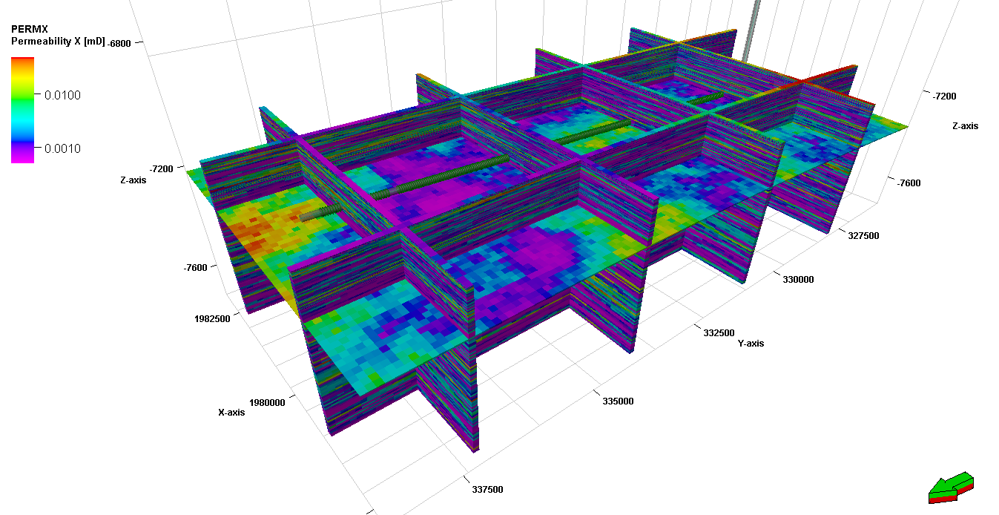 PERMX
Permeability X [mD]
0.0100
0.0010
-6800
-7200
Z-axis
-7600
1982500
1980000
X-axis
337500
335000
332500
Y-axis
330000
327500
-7600
-7200
Z-axis